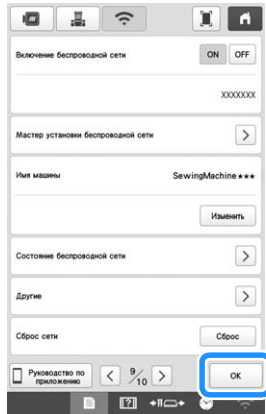 Включение беспроводной сети ON OFF
XXXXXXX
Мастер установки беспроводной сети
Имя машины SewingMachine★★★
Изменить
Состояние беспроводной сети
Другие
Сброс сети Сброс
Руководство по
приложению 9/10 OK